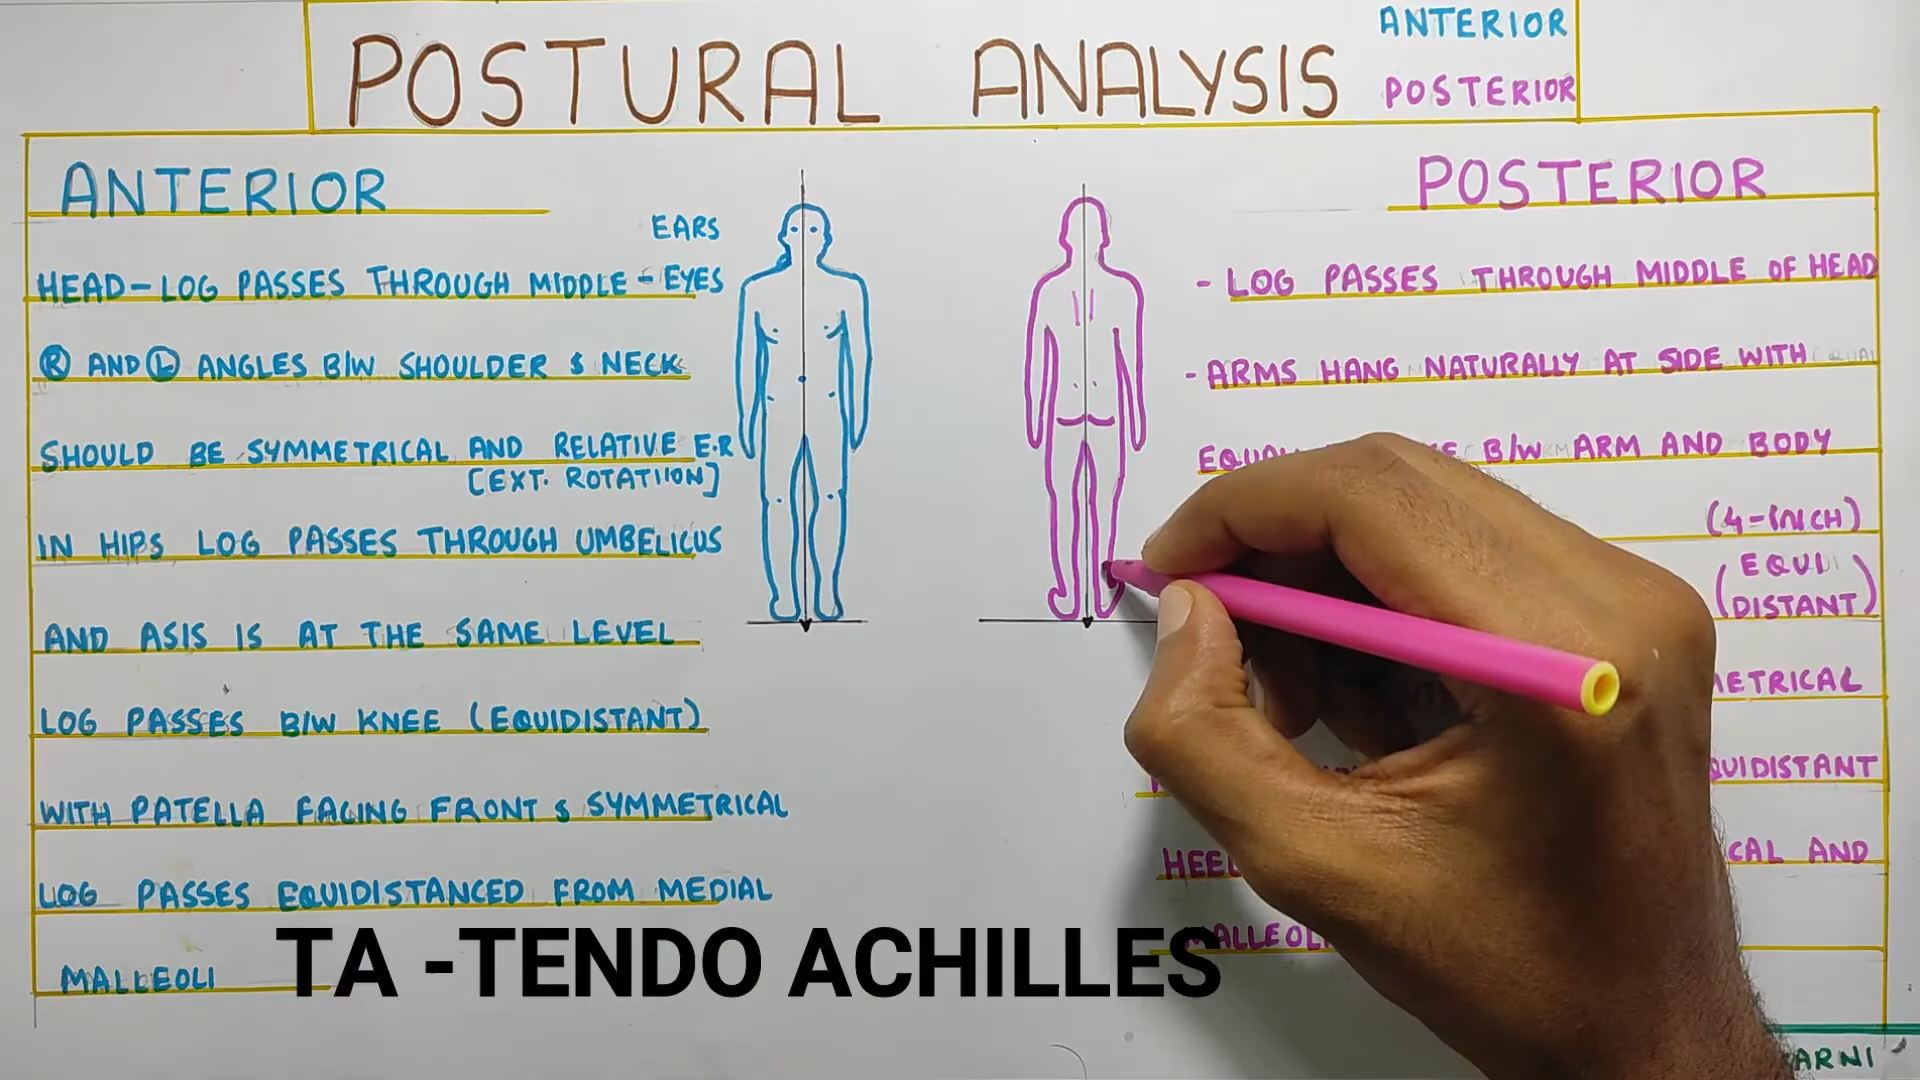 POSTURAL ANALYSIS
ANTERIOR
POSTERIOR
ANTERIOR
EARS
HEAD-LOG PASSES THROUGH MIDDLE - EYES
Ⓡ AND Ⓛ ANGLES B/W SHOULDER & NECK
SHOULD BE SYMMETRICAL AND RELATIVE E.R
[EXT. ROTATIION]
IN HIPS LOG PASSES THROUGH UMBELICUS
AND ASIS IS AT THE SAME LEVEL
LOG PASSES B/W KNEE (EQUIDISTANT)
WITH PATELLA FACING FRONT & SYMMETRICAL
LOG PASSES EQUIDISTANCED FROM MEDIAL
MALLEOLI
POSTERIOR
- LOG PASSES THROUGH MIDDLE OF HEAD
- ARMS HANG NATURALLY AT SIDE WITH
B/W ARM AND BODY
(4-INCH)
(EQUI
DISTANT)
AND
TA -TENDO ACHILLES